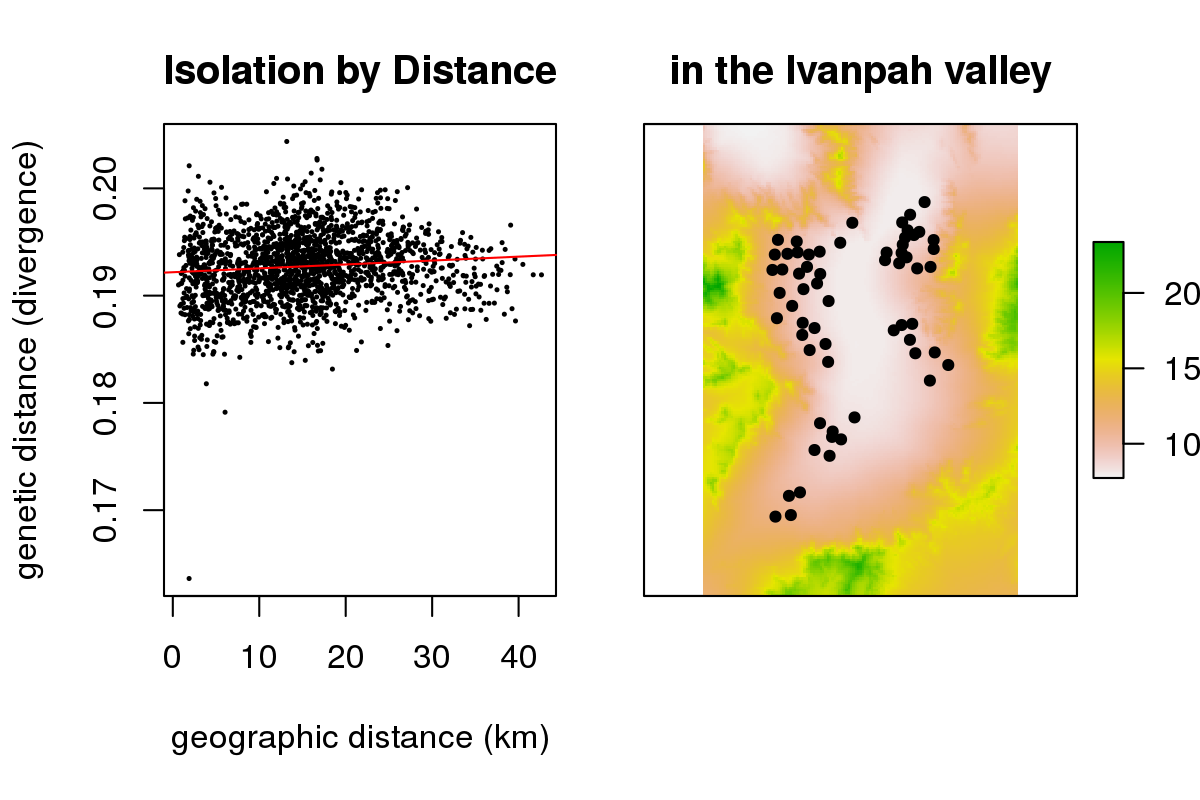 Isolation by Distance
genetic distance (divergence)
0.20
0.19
0.18
0.17
0 10 20 30 40
geographic distance (km)
in the Ivanpah valley
20
15
10